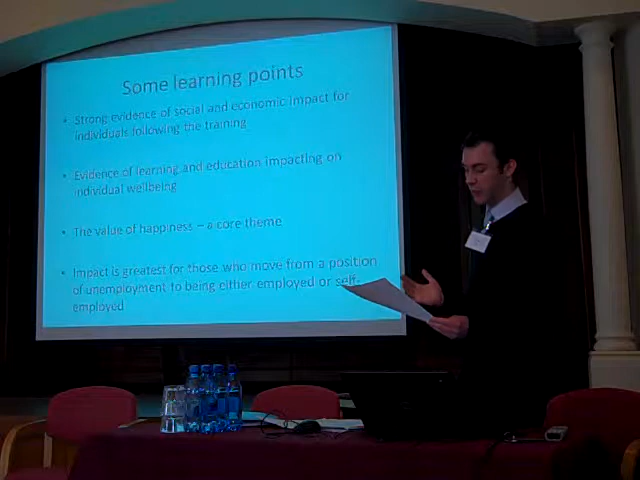 Some learning points
• Strong evidence of social and economic impact for
individuals following the training
• Evidence of learning and education impacting on
individual wellbeing
• The value of happiness – a core theme
• Impact is greatest for those who move from a position
of unemployment to being either employed or self-
employed